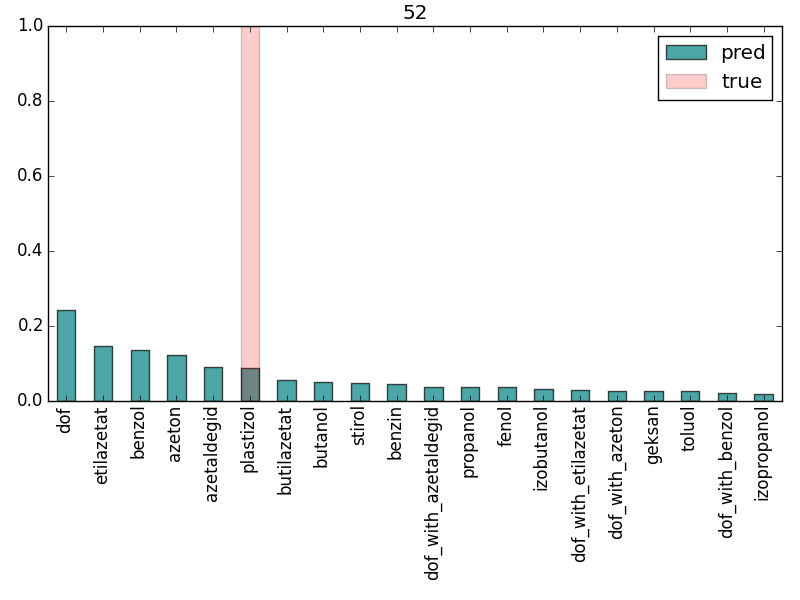 52
1.0
0.8
0.6
0.4
0.2
0.0
pred
true
dof
etilazetat
benzol
azeton
azetaldegid
plastizol
butilazetat
butanol
stirol
benzin
dof_with_azetaldegid
propanol
fenol
izobutanol
dof_with_etilazetat
dof_with_azeton
geksan
toluol
dof_with_benzol
izopropanol